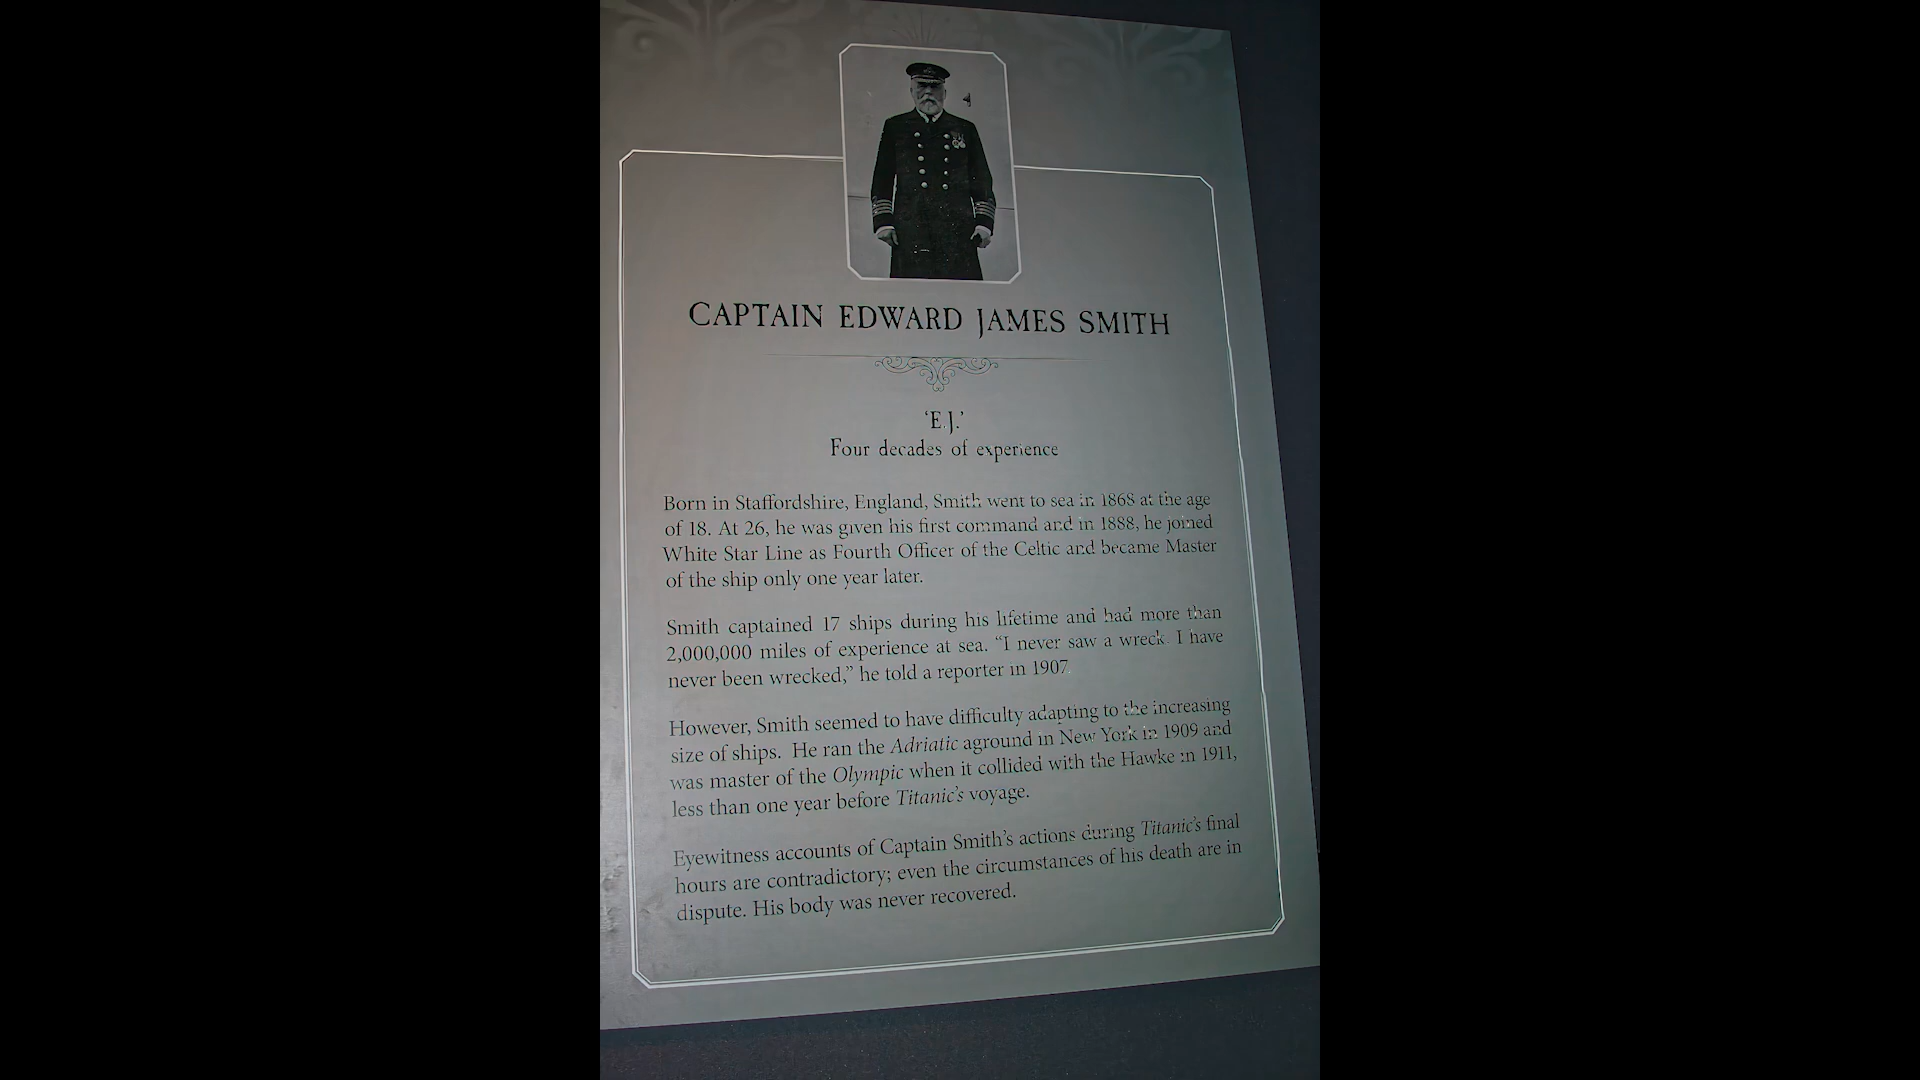 CAPTAIN EDWARD JAMES SMITH
‘E.J.’
Four decades of experience
Born in Staffordshire, England, Smith went to sea in 1868 at the age
of 18. At 26, he was given his first command and in 1888, he joined
White Star Line as Fourth Officer of the Celtic and became Master
of the ship only one year later.
Smith captained 17 ships during his lifetime and had more than
2,000,000 miles of experience at sea. “I never saw a wreck. I have
never been wrecked,” he told a reporter in 1907.
However, Smith seemed to have difficulty adapting to the increasing
size of ships. He ran the Adriatic aground in New York in 1909 and
was master of the Olympic when it collided with the Hawke in 1911,
less than one year before Titanic’s voyage.
Eyewitness accounts of Captain Smith’s actions during Titanic’s final
hours are contradictory; even the circumstances of his death are in
dispute. His body was never recovered.